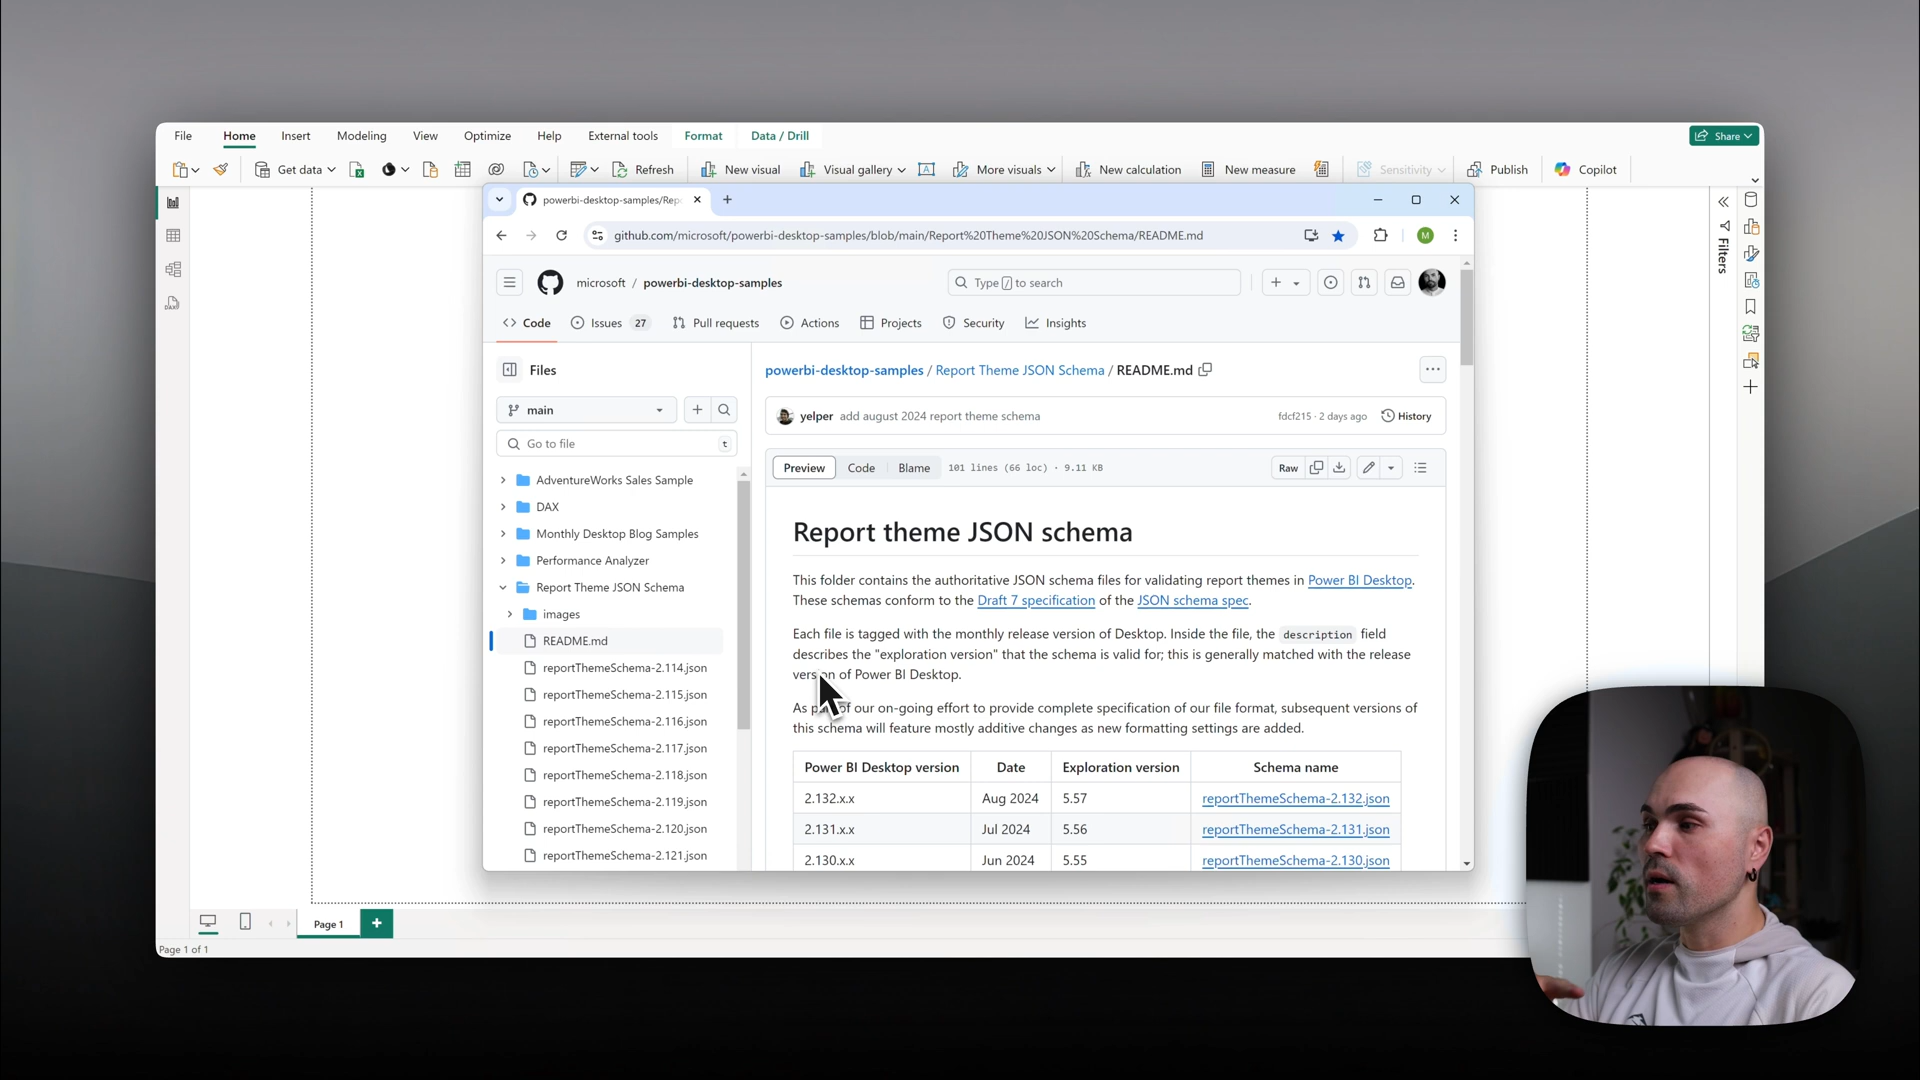 File Home Insert Modeling View Optimize Help External tools Format Data / Drill Share
Get data Refresh New visual Visual gallery More visuals New calculation New measure Sensitivity Publish Copilot
powerbi-desktop-samples/Rep
github.com/microsoft/powerbi-desktop-samples/blob/main/Report%20Theme%20JSON%20Schema/README.md
M
microsoft / powerbi-desktop-samples
Type / to search
Code Issues 27 Pull requests Actions Projects Security Insights
Files
main
Go to file t
AdventureWorks Sales Sample
DAX
Monthly Desktop Blog Samples
Performance Analyzer
Report Theme JSON Schema
images
README.md
reportThemeSchema-2.114.json
reportThemeSchema-2.115.json
reportThemeSchema-2.116.json
reportThemeSchema-2.117.json
reportThemeSchema-2.118.json
reportThemeSchema-2.119.json
reportThemeSchema-2.120.json
reportThemeSchema-2.121.json
powerbi-desktop-samples / Report Theme JSON Schema / README.md
yelper add august 2024 report theme schema fdcf215 · 2 days ago History
Preview Code Blame 101 lines (66 loc) · 9.11 KB Raw
Report theme JSON schema
This folder contains the authoritative JSON schema files for validating report themes in Power BI Desktop.
These schemas conform to the Draft 7 specification of the JSON schema spec.
Each file is tagged with the monthly release version of Desktop. Inside the file, the description field
describes the "exploration version" that the schema is valid for; this is generally matched with the release
version of Power BI Desktop.
As part of our on-going effort to provide complete specification of our file format, subsequent versions of
this schema will feature mostly additive changes as new formatting settings are added.
Power BI Desktop version Date Exploration version Schema name
2.132.x.x Aug 2024 5.57 reportThemeSchema-2.132.json
2.131.x.x Jul 2024 5.56 reportThemeSchema-2.131.json
2.130.x.x Jun 2024 5.55 reportThemeSchema-2.130.json
Filters
DAX
Page 1
Page 1 of 1